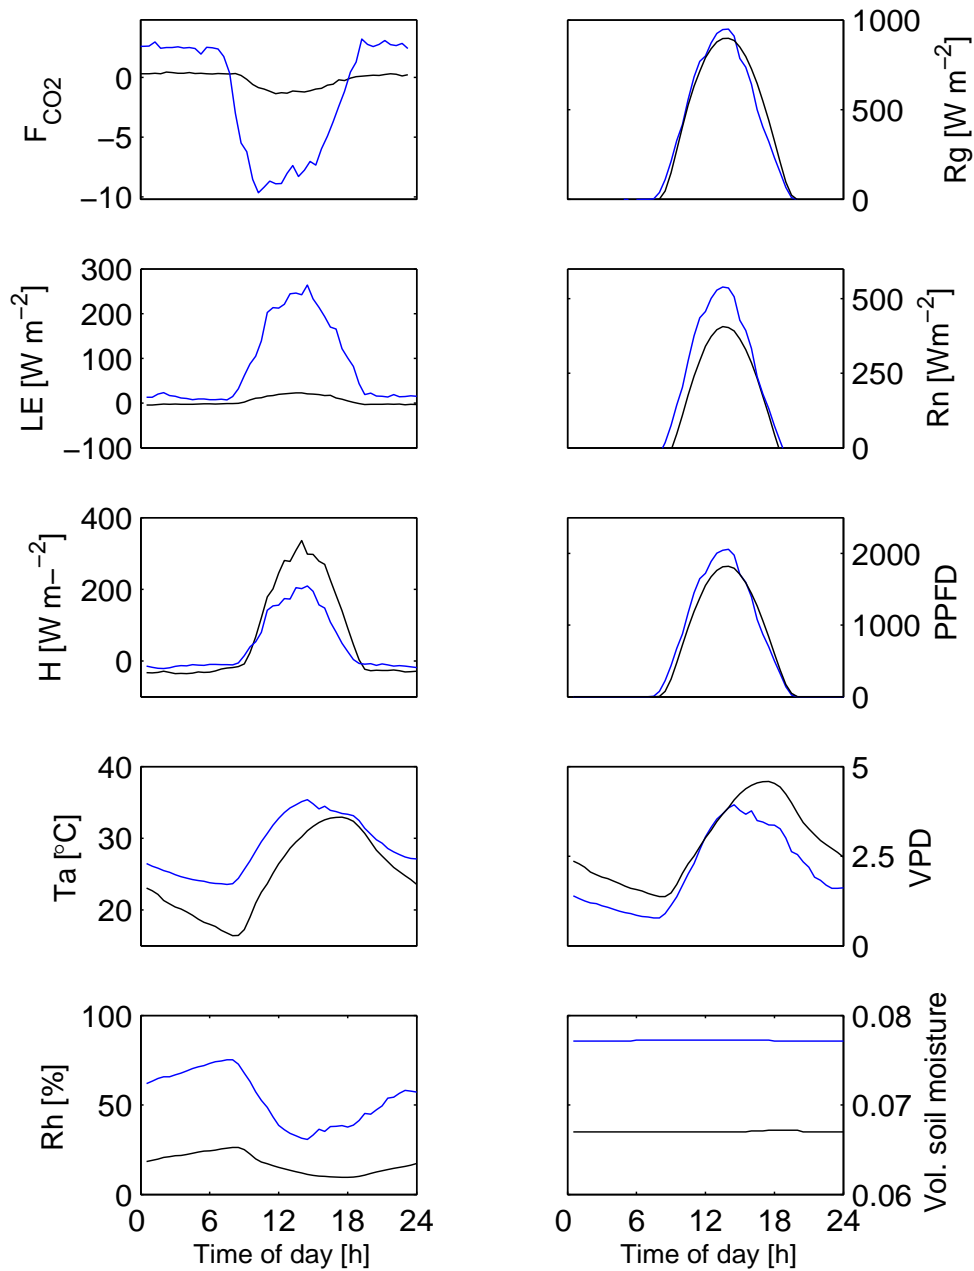 0
−5
−10
F_CO2
1000
500
0
Rg [W m−2]
300
200
100
0
−100
LE [W m−2]
500
250
0
Rn [Wm−2]
400
200
0
H [W m−−2]
2000
1000
0
PPFD
40
30
20
Ta [°C]
5
2.5
0
VPD
100
50
0
Rh [%]
0 6 12 18 24
Time of day [h]
0.08
0.07
0.06
Vol. soil moisture
0 6 12 18 24
Time of day [h]